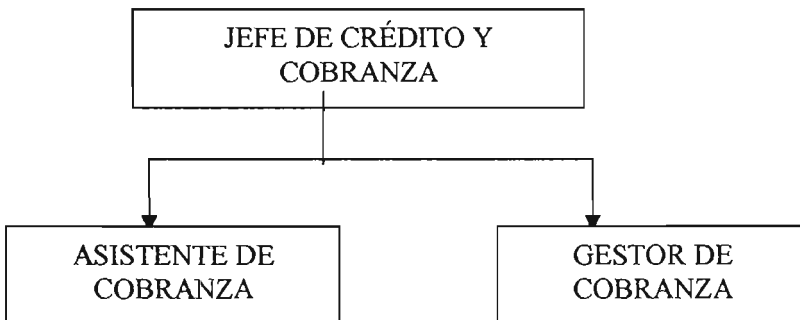 JEFE DE CRÉDITO Y
COBRANZA
ASISTENTE DE
COBRANZA
GESTOR DE
COBRANZA